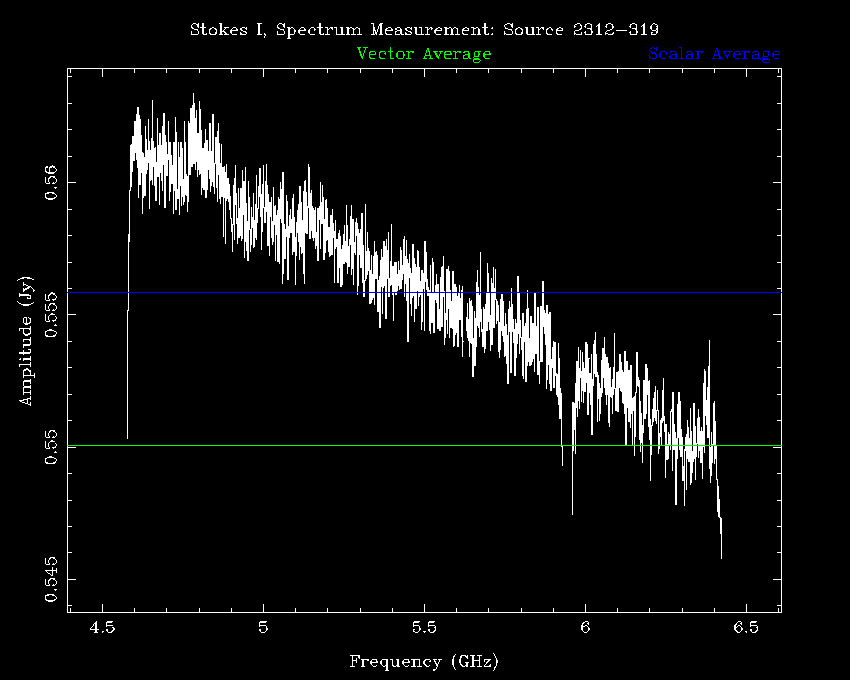 Stokes I, Spectrum Measurement: Source 2312−319
Vector Average Scalar Average
0.56
0.555
0.55
0.545
Amplitude (Jy)
4.5 5 5.5 6 6.5
Frequency (GHz)